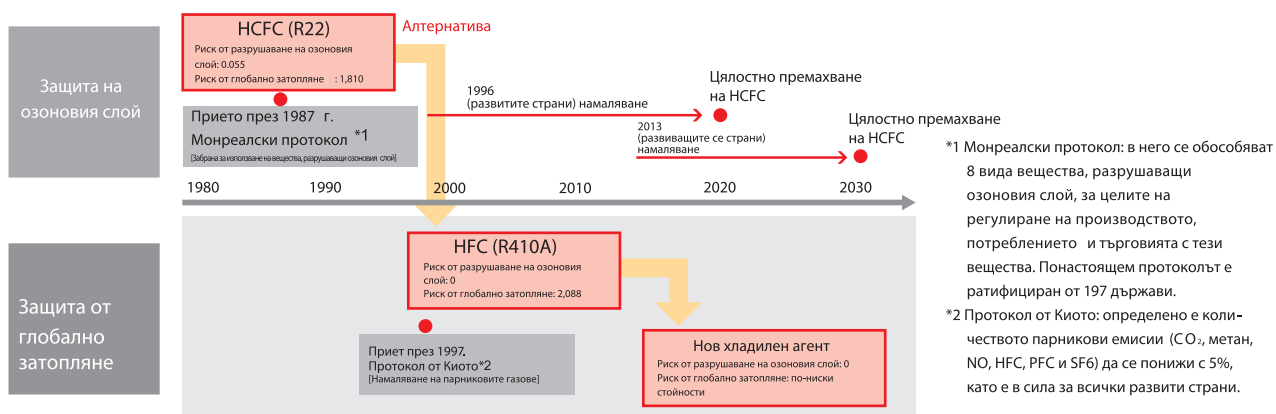 Защита на
озоновия слой
HCFC (R22)
Риск от разрушаване на озоновия
слой: 0.055
Риск от глобално затопляне : 1,810
Алтернатива
Прието през 1987 г.
Монреалски протокол *1
[Забрана за използване на вещества, разрушаващи озоновия слой]
1996
(развитите страни) намаляване
Цялостно премахване
на HCFC
2013
(развиващите се страни)
намаляване
Цялостно премахване
на HCFC
1980 1990 2000 2010 2020 2030
Защита от
глобално
затопляне
HFC (R410A)
Риск от разрушаване на озоновия
слой: 0
Риск от глобално затопляне: 2,088
Приет през 1997.
Протокол от Киото*2
[Намаляване на парниковите газове]
Нов хладилен агент
Риск от разрушаване на озоновия слой: 0
Риск от глобално затопляне: по-ниски
стойности
*1 Монреалски протокол: в него се обособяват
8 вида вещества, разрушаващи
озоновия слой, за целите на
регулиране на производството,
потреблението и търговията с тези
вещества. Понастоящем протоколът е
ратифициран от 197 държави.
*2 Протокол от Киото: определено е коли-
чеството парникови емисии (CO₂, метан,
NO, HFC, PFC и SF6) да се понижи с 5%,
като е в сила за всички развити страни.